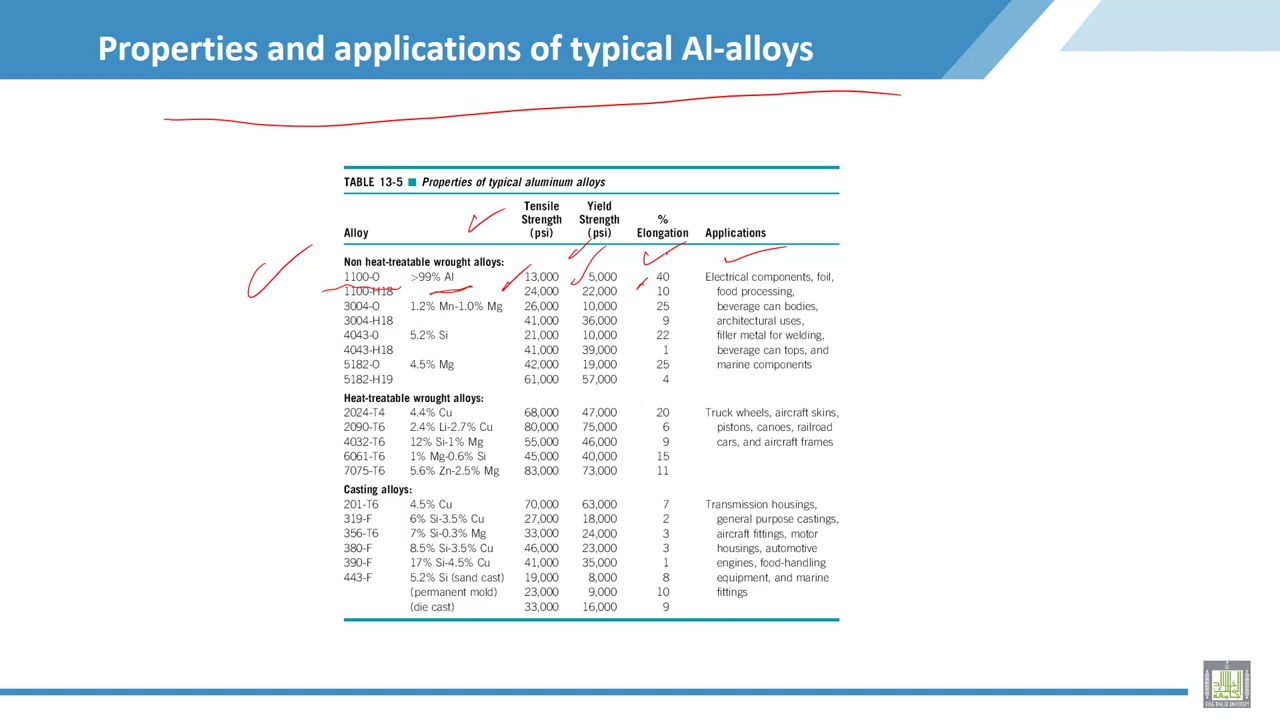 Properties and applications of typical Al-alloys
TABLE 13-5 ■ Properties of typical aluminum alloys
Alloy Tensile Strength (psi) Yield Strength (psi) % Elongation Applications
Non heat-treatable wrought alloys:
1100-O >99% Al 13,000 5,000 40 Electrical components, foil,
1100-H18 24,000 22,000 10 food processing,
3004-O 1.2% Mn-1.0% Mg 26,000 10,000 25 beverage can bodies,
3004-H18 41,000 36,000 9 architectural uses,
4043-0 5.2% Si 21,000 10,000 22 filler metal for welding,
4043-H18 41,000 39,000 1 beverage can tops, and
5182-O 4.5% Mg 42,000 19,000 25 marine components
5182-H19 61,000 57,000 4
Heat-treatable wrought alloys:
2024-T4 4.4% Cu 68,000 47,000 20 Truck wheels, aircraft skins,
2090-T6 2.4% Li-2.7% Cu 80,000 75,000 6 pistons, canoes, railroad
4032-T6 12% Si-1% Mg 55,000 46,000 9 cars, and aircraft frames
6061-T6 1% Mg-0.6% Si 45,000 40,000 15
7075-T6 5.6% Zn-2.5% Mg 83,000 73,000 11
Casting alloys:
201-T6 4.5% Cu 70,000 63,000 7 Transmission housings,
319-F 6% Si-3.5% Cu 27,000 18,000 2 general purpose castings,
356-T6 7% Si-0.3% Mg 33,000 24,000 3 aircraft fittings, motor
380-F 8.5% Si-3.5% Cu 46,000 23,000 3 housings, automotive
390-F 17% Si-4.5% Cu 41,000 35,000 1 engines, food-handling
443-F 5.2% Si (sand cast) 19,000 8,000 8 equipment, and marine
(permanent mold) 23,000 9,000 10 fittings
(die cast) 33,000 16,000 9
KING KHALID UNIVERSITY